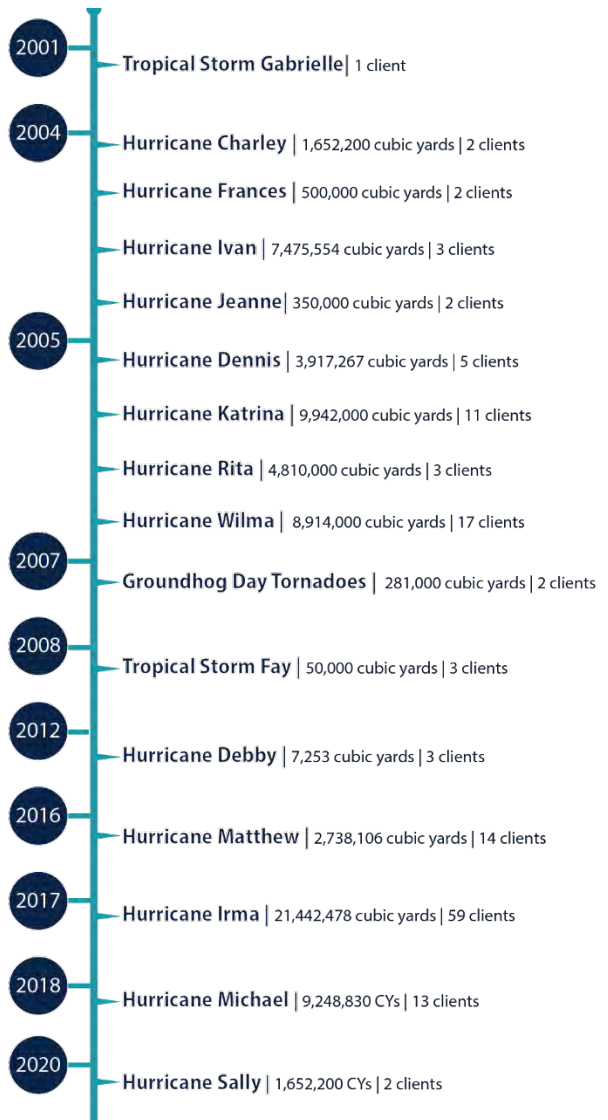 2001
Tropical Storm Gabrielle| 1 client
2004
Hurricane Charley | 1,652,200 cubic yards | 2 clients
Hurricane Frances | 500,000 cubic yards | 2 clients
Hurricane Ivan | 7,475,554 cubic yards | 3 clients
Hurricane Jeanne| 350,000 cubic yards | 2 clients
2005
Hurricane Dennis | 3,917,267 cubic yards | 5 clients
Hurricane Katrina | 9,942,000 cubic yards | 11 clients
Hurricane Rita | 4,810,000 cubic yards | 3 clients
Hurricane Wilma | 8,914,000 cubic yards | 17 clients
2007
Groundhog Day Tornadoes | 281,000 cubic yards | 2 clients
2008
Tropical Storm Fay | 50,000 cubic yards | 3 clients
2012
Hurricane Debby | 7,253 cubic yards | 3 clients
2016
Hurricane Matthew | 2,738,106 cubic yards | 14 clients
2017
Hurricane Irma | 21,442,478 cubic yards | 59 clients
2018
Hurricane Michael | 9,248,830 CYs | 13 clients
2020
Hurricane Sally | 1,652,200 CYs | 2 clients